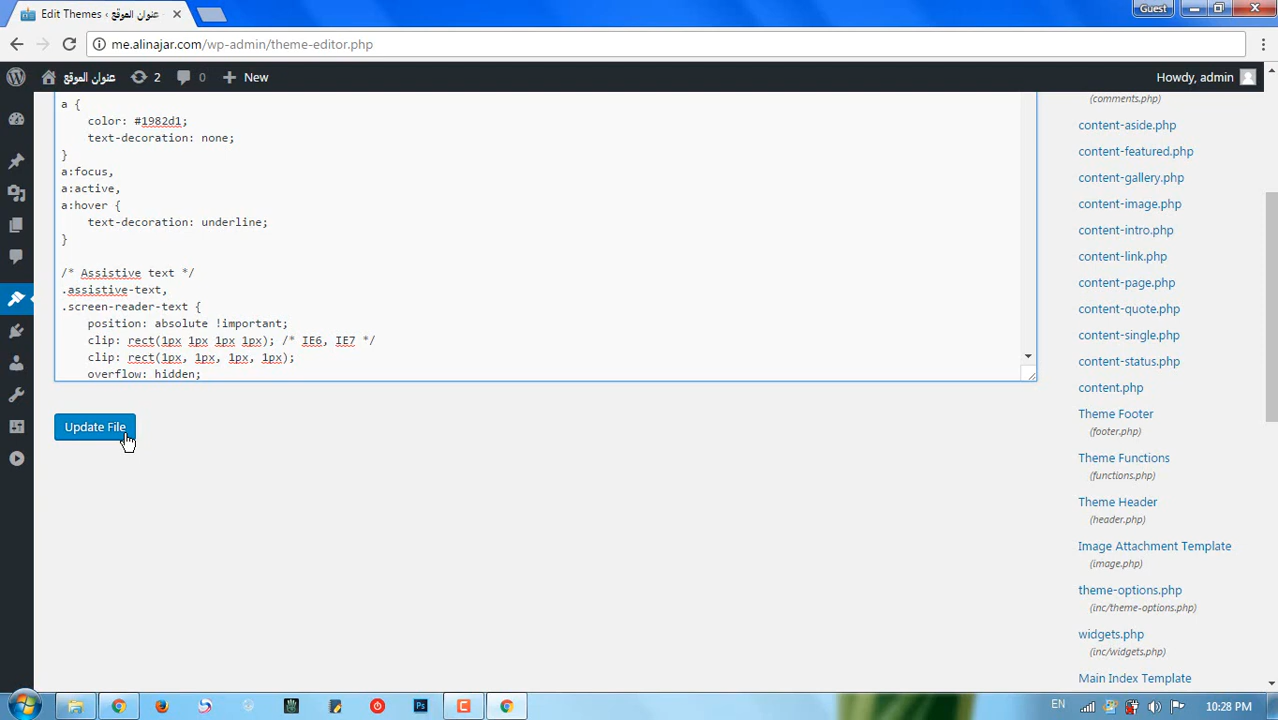 Edit Themes ‹ عنوان الموقع
Guest
me.alinajar.com/wp-admin/theme-editor.php
عنوان الموقع
2
0
New
Howdy, admin
a {
color: #1982d1;
text-decoration: none;
}
a:focus,
a:active,
a:hover {
text-decoration: underline;
}
/* Assistive text */
.assistive-text,
.screen-reader-text {
position: absolute !important;
clip: rect(1px 1px 1px 1px); /* IE6, IE7 */
clip: rect(1px, 1px, 1px, 1px);
overflow: hidden;
Update File
(comments.php)
content-aside.php
content-featured.php
content-gallery.php
content-image.php
content-intro.php
content-link.php
content-page.php
content-quote.php
content-single.php
content-status.php
content.php
Theme Footer
(footer.php)
Theme Functions
(functions.php)
Theme Header
(header.php)
Image Attachment Template
(image.php)
theme-options.php
(inc/theme-options.php)
widgets.php
(inc/widgets.php)
Main Index Template
Ps
EN
10:28 PM